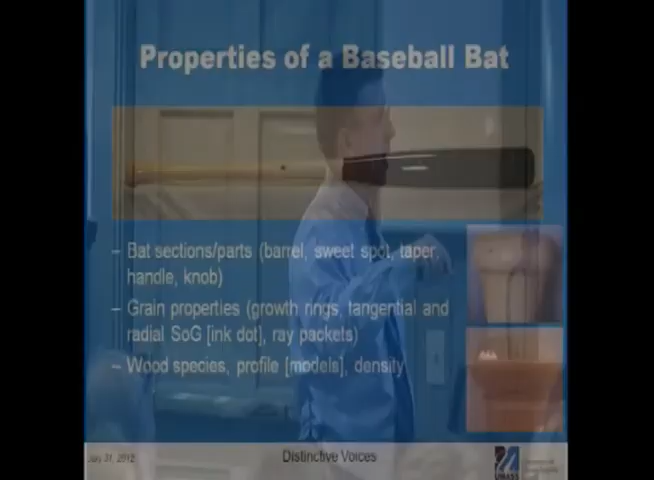 Properties of a Baseball Bat
– Bat sections/parts (barrel, sweet spot, taper,
handle, knob)
– Grain properties (growth rings, tangential and
radial SoG [ink dot], ray packets)
– Wood species, profile [models], density
July 31, 2012
Distinctive Voices
UMASS